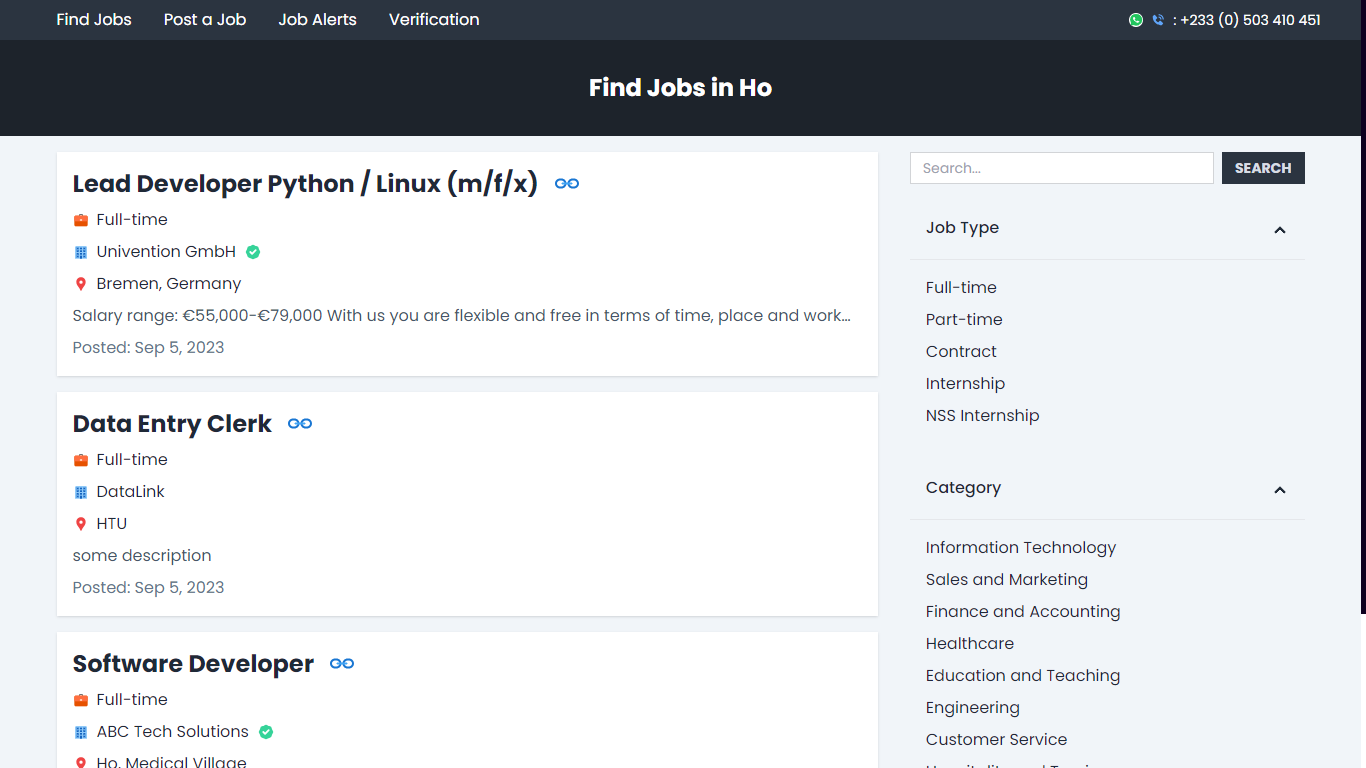 Find Jobs Post a Job Job Alerts Verification : +233 (0) 503 410 451
Find Jobs in Ho
Lead Developer Python / Linux (m/f/x)
Full-time
Univention GmbH
Bremen, Germany
Salary range: €55,000-€79,000 With us you are flexible and free in terms of time, place and work…
Posted: Sep 5, 2023
Data Entry Clerk
Full-time
DataLink
HTU
some description
Posted: Sep 5, 2023
Software Developer
Full-time
ABC Tech Solutions
Ho, Medical Village
Search...
SEARCH
Job Type
Full-time
Part-time
Contract
Internship
NSS Internship
Category
Information Technology
Sales and Marketing
Finance and Accounting
Healthcare
Education and Teaching
Engineering
Customer Service